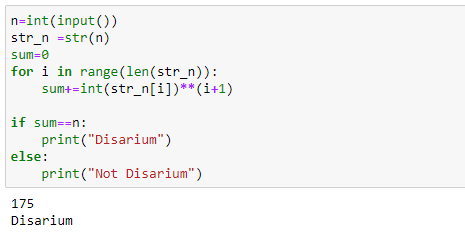 n=int(input())
str_n =str(n)
sum=0
for i in range(len(str_n)):
    sum+=int(str_n[i])**(i+1)

if sum==n:
    print("Disarium")
else:
    print("Not Disarium")
175
Disarium